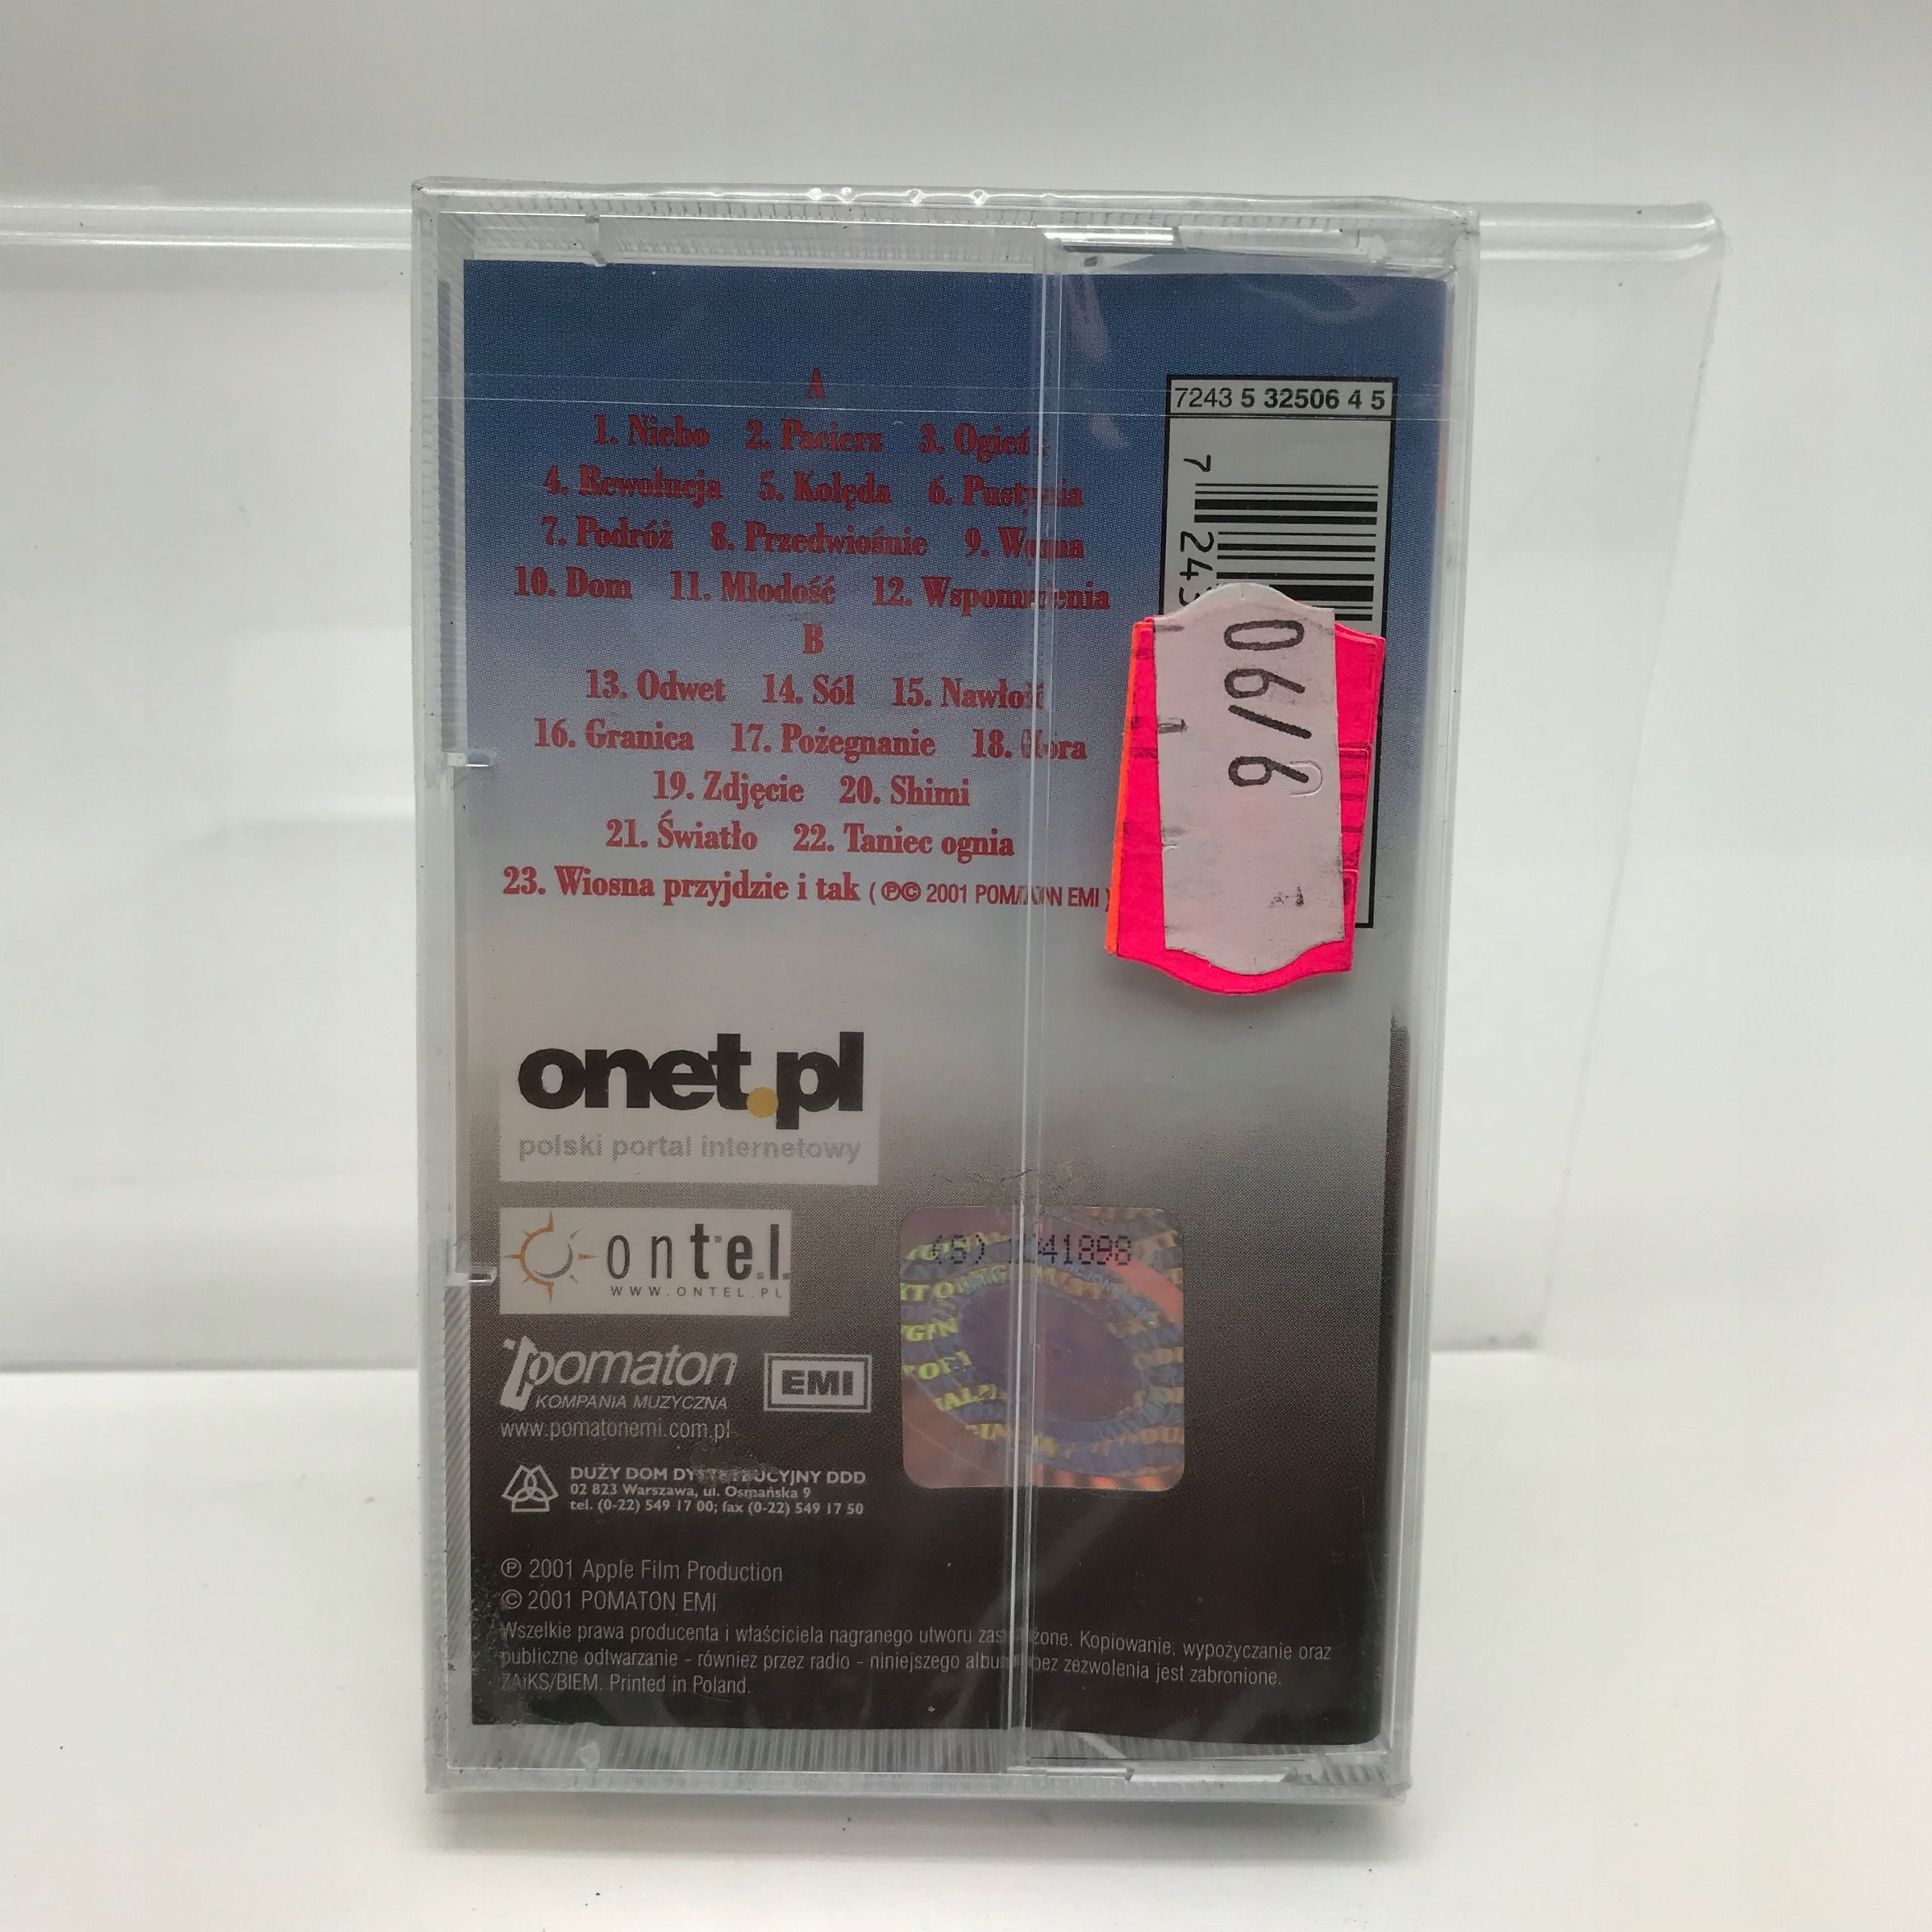 A
1. Niebo 2. Pacierz 3. Ogień
4. Rewolucja 5. Kolęda 6. Pustynia
7. Podróż 8. Przedwiośnie 9. Wojna
10. Dom 11. Młodość 12. Wspomnienia
B
13. Odwet 14. Sól 15. Nawłoć
16. Granica 17. Pożegnanie 18.
19. Zdjęcie 20. Shimi
21. Światło 22. Taniec ognia
23. Wiosna przyjdzie i tak (℗© 2001 POMATON EMI)
7243 5 32506 4 5
7 243
06/6
onet.pl
polski portal internetowy
ontel
WWW.ONTEL.PL
41898
pomaton
KOMPANIA MUZYCZNA
EMI
www.pomatonemi.com.pl
DUŻY DOM DYSTRYBUCYJNY DDD
02 823 Warszawa, ul. Osmańska 9
tel. (0-22) 549 17 00; fax (0-22) 549 17 50
℗ 2001 Apple Film Production
© 2001 POMATON EMI
Wszelkie prawa producenta i właściciela nagranego utworu zastrzeżone. Kopiowanie, wypożyczanie oraz
publiczne odtwarzanie - również przez radio - niniejszego albumu bez zezwolenia jest zabronione.
ZAiKS/BIEM. Printed in Poland.